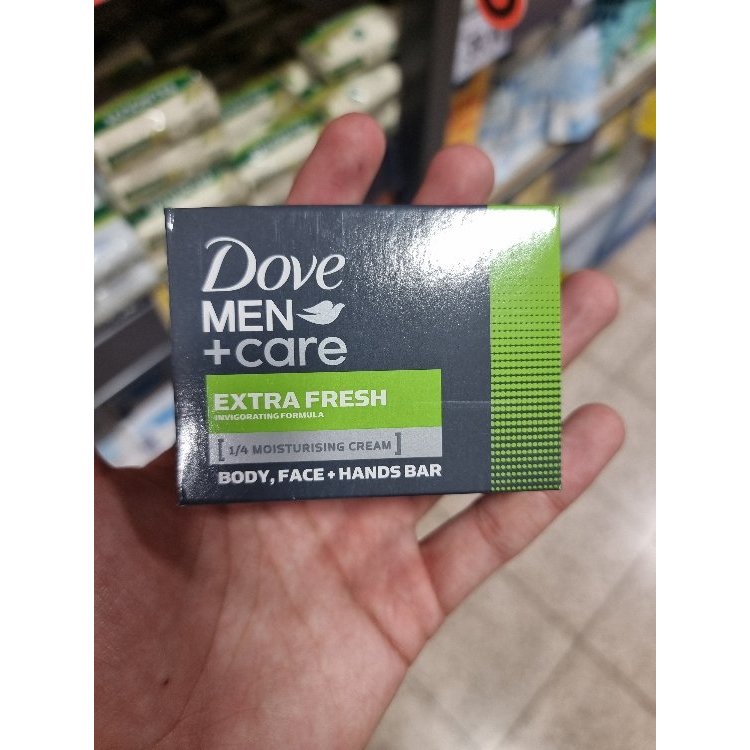 Dove
MEN
+care
EXTRA FRESH
INVIGORATING FORMULA
[ 1/4 MOISTURISING CREAM ]
BODY, FACE + HANDS BAR